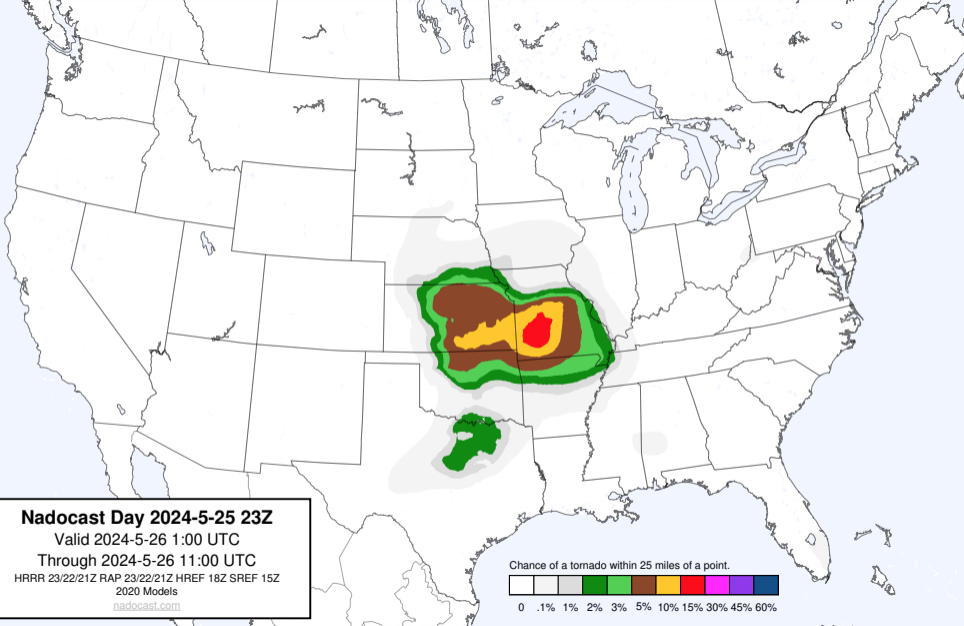 Nadocast Day 2024-5-25 23Z
Valid 2024-5-26 1:00 UTC
Through 2024-5-26 11:00 UTC
HRRR 23/22/21Z RAP 23/22/21Z HREF 18Z SREF 15Z
2020 Models
nadocast.com
Chance of a tornado within 25 miles of a point.
0 .1% 1% 2% 3% 5% 10% 15% 30% 45% 60%